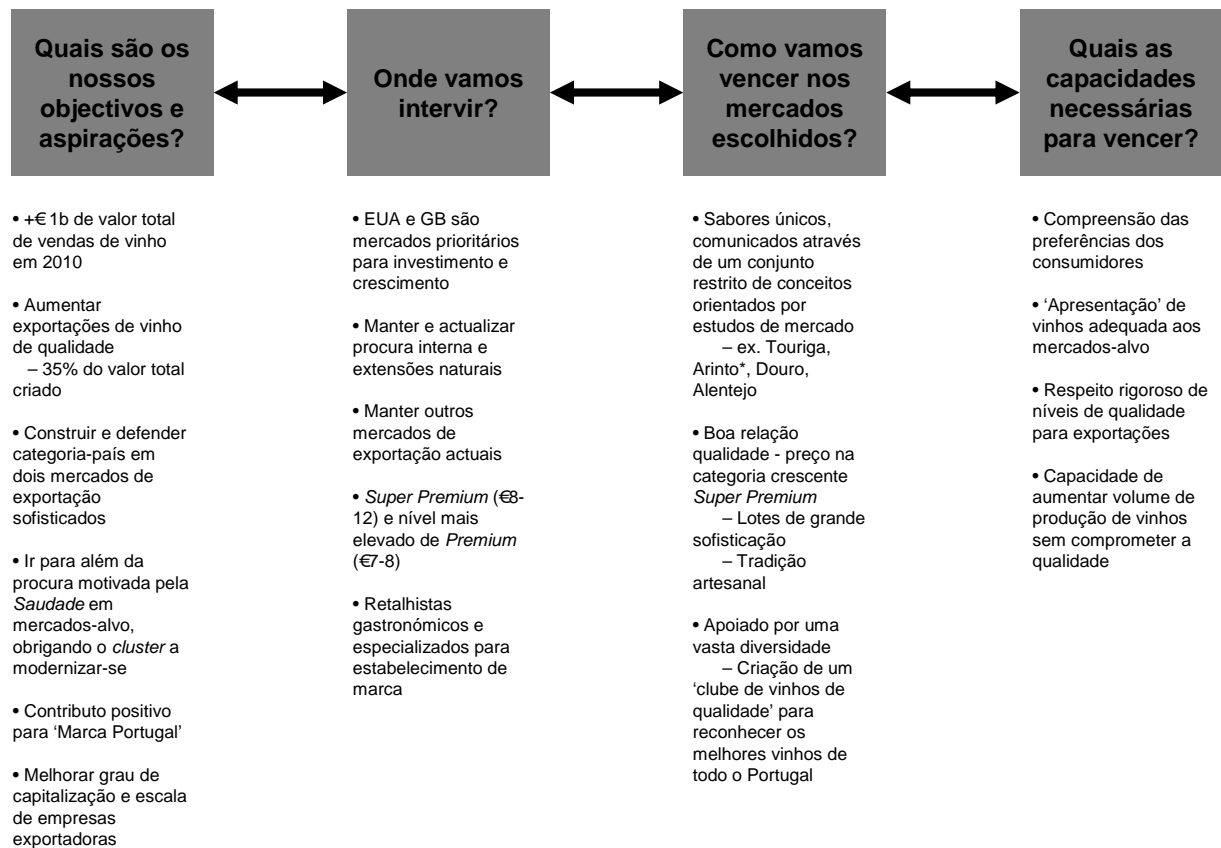 Quais são os
nossos
objectivos e
aspirações?
• +€ 1b de valor total
de vendas de vinho
em 2010
• Aumentar
exportações de vinho
de qualidade
– 35% do valor total
criado
• Construir e defender
categoria-país em
dois mercados de
exportação
sofisticados
• Ir para além da
procura motivada pela
Saudade em
mercados-alvo,
obrigando o cluster a
modernizar-se
• Contributo positivo
para ‘Marca Portugal’
• Melhorar grau de
capitalização e escala
de empresas
exportadoras
Onde vamos
intervir?
• EUA e GB são
mercados prioritários
para investimento e
crescimento
• Manter e actualizar
procura interna e
extensões naturais
• Manter outros
mercados de
exportação actuais
• Super Premium (€8-
12) e nível mais
elevado de Premium
(€7-8)
• Retalhistas
gastronómicos e
especializados para
estabelecimento de
marca
Como vamos
vencer nos
mercados
escolhidos?
• Sabores únicos,
comunicados através
de um conjunto
restrito de conceitos
orientados por
estudos de mercado
– ex. Touriga,
Arinto*, Douro,
Alentejo
• Boa relação
qualidade - preço na
categoria crescente
Super Premium
– Lotes de grande
sofisticação
– Tradição
artesanal
• Apoiado por uma
vasta diversidade
– Criação de um
‘clube de vinhos de
qualidade’ para
reconhecer os
melhores vinhos de
todo o Portugal
Quais as
capacidades
necessárias
para vencer?
• Compreensão das
preferências dos
consumidores
• ‘Apresentação’ de
vinhos adequada aos
mercados-alvo
• Respeito rigoroso de
níveis de qualidade
para exportações
• Capacidade de
aumentar volume de
produção de vinhos
sem comprometer a
qualidade